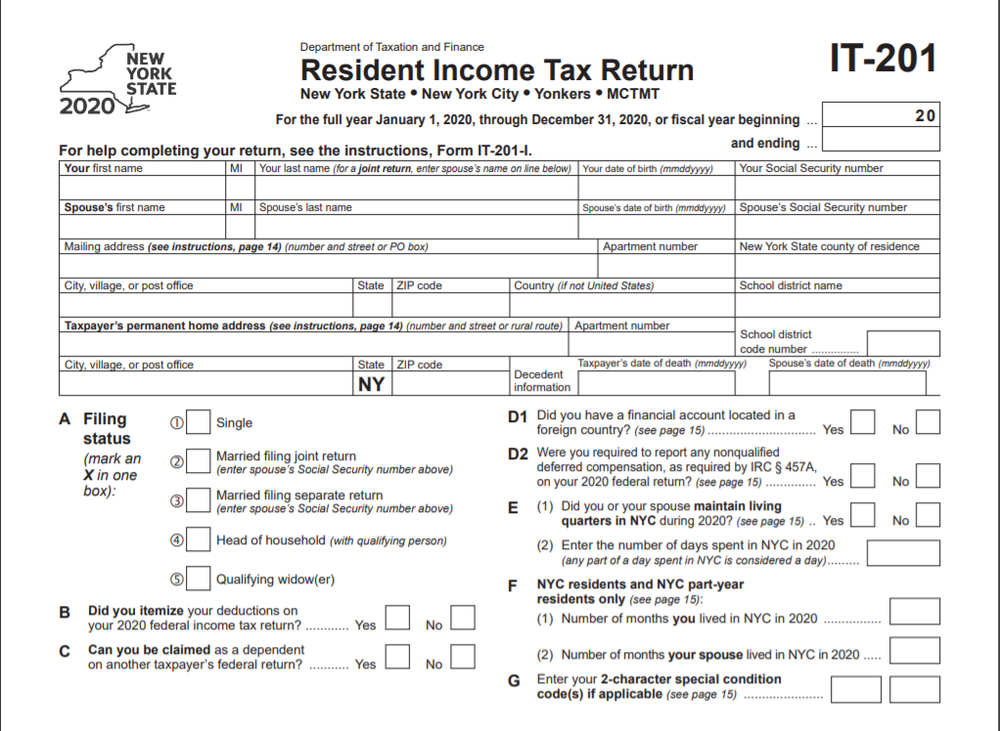 NEW
YORK
STATE
2020
Department of Taxation and Finance
Resident Income Tax Return
New York State • New York City • Yonkers • MCTMT
IT-201
For the full year January 1, 2020, through December 31, 2020, or fiscal year beginning ... 20
and ending ...
For help completing your return, see the instructions, Form IT-201-I.
Your first name MI Your last name (for a joint return, enter spouse's name on line below) Your date of birth (mmddyyyy) Your Social Security number
Spouse's first name MI Spouse's last name Spouse's date of birth (mmddyyyy) Spouse's Social Security number
Mailing address (see instructions, page 14) (number and street or PO box) Apartment number New York State county of residence
City, village, or post office State ZIP code Country (if not United States) School district name
Taxpayer's permanent home address (see instructions, page 14) (number and street or rural route) Apartment number
School district
code number ...............
City, village, or post office State ZIP code Taxpayer's date of death (mmddyyyy) Spouse's date of death (mmddyyyy)
NY
Decedent
information
A Filing
status
(mark an
X in one
box):
① Single
② Married filing joint return
(enter spouse's Social Security number above)
③ Married filing separate return
(enter spouse's Social Security number above)
④ Head of household (with qualifying person)
⑤ Qualifying widow(er)
B Did you itemize your deductions on
your 2020 federal income tax return? ............ Yes No
C Can you be claimed as a dependent
on another taxpayer's federal return? ........... Yes No
D1 Did you have a financial account located in a
foreign country? (see page 15) ............................. Yes No
D2 Were you required to report any nonqualified
deferred compensation, as required by IRC § 457A,
on your 2020 federal return? (see page 15) ............. Yes No
E (1) Did you or your spouse maintain living
quarters in NYC during 2020? (see page 15) .. Yes No
(2) Enter the number of days spent in NYC in 2020
(any part of a day spent in NYC is considered a day).........
F NYC residents and NYC part-year
residents only (see page 15):
(1) Number of months you lived in NYC in 2020 ................
(2) Number of months your spouse lived in NYC in 2020 .....
G Enter your 2-character special condition
code(s) if applicable (see page 15) ......................